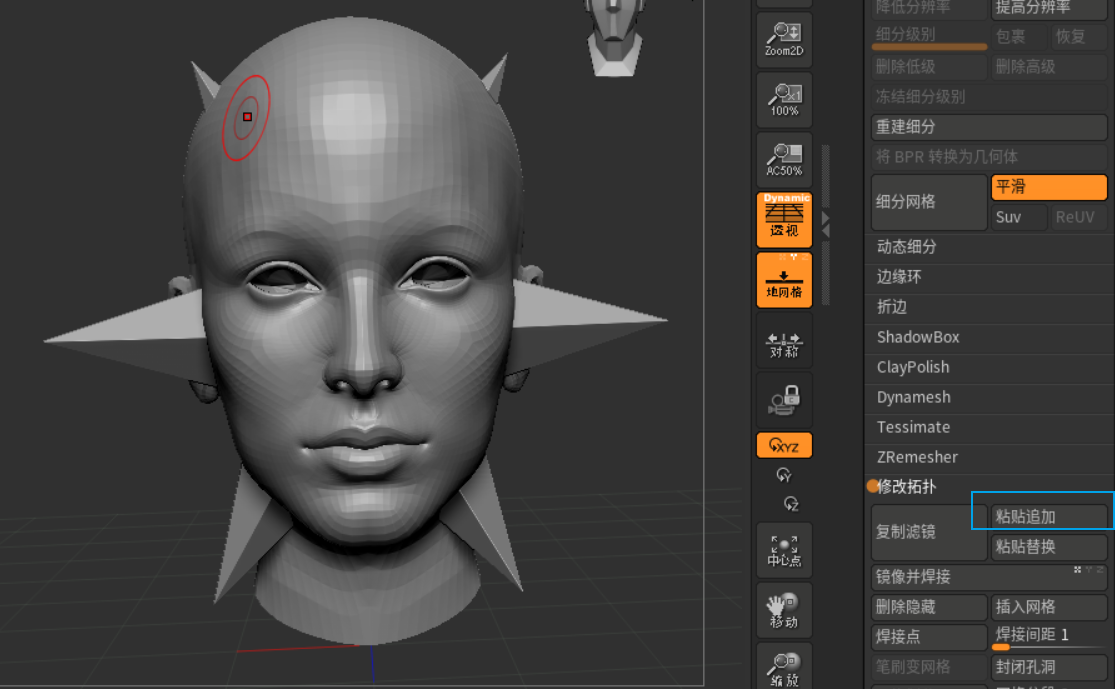 Zoom2D
100%
AC50%
Dynamic
透视
地网格
对称
XYZ
Y
Z
中心点
移动
缩放
降低分辨率 提高分辨率
细分级别 包裹 恢复
删除低级 删除高级
冻结细分级别
重建细分
将 BPR 转换为几何体
细分网格 平滑
Suv ReUV
动态细分
边缘环
折边
ShadowBox
ClayPolish
Dynamesh
Tessimate
ZRemesher
修改拓扑
复制滤镜 粘贴追加
粘贴替换
镜像并焊接
删除隐藏 插入网格
焊接点 焊接间距 1
笔刷变网格 封闭孔洞